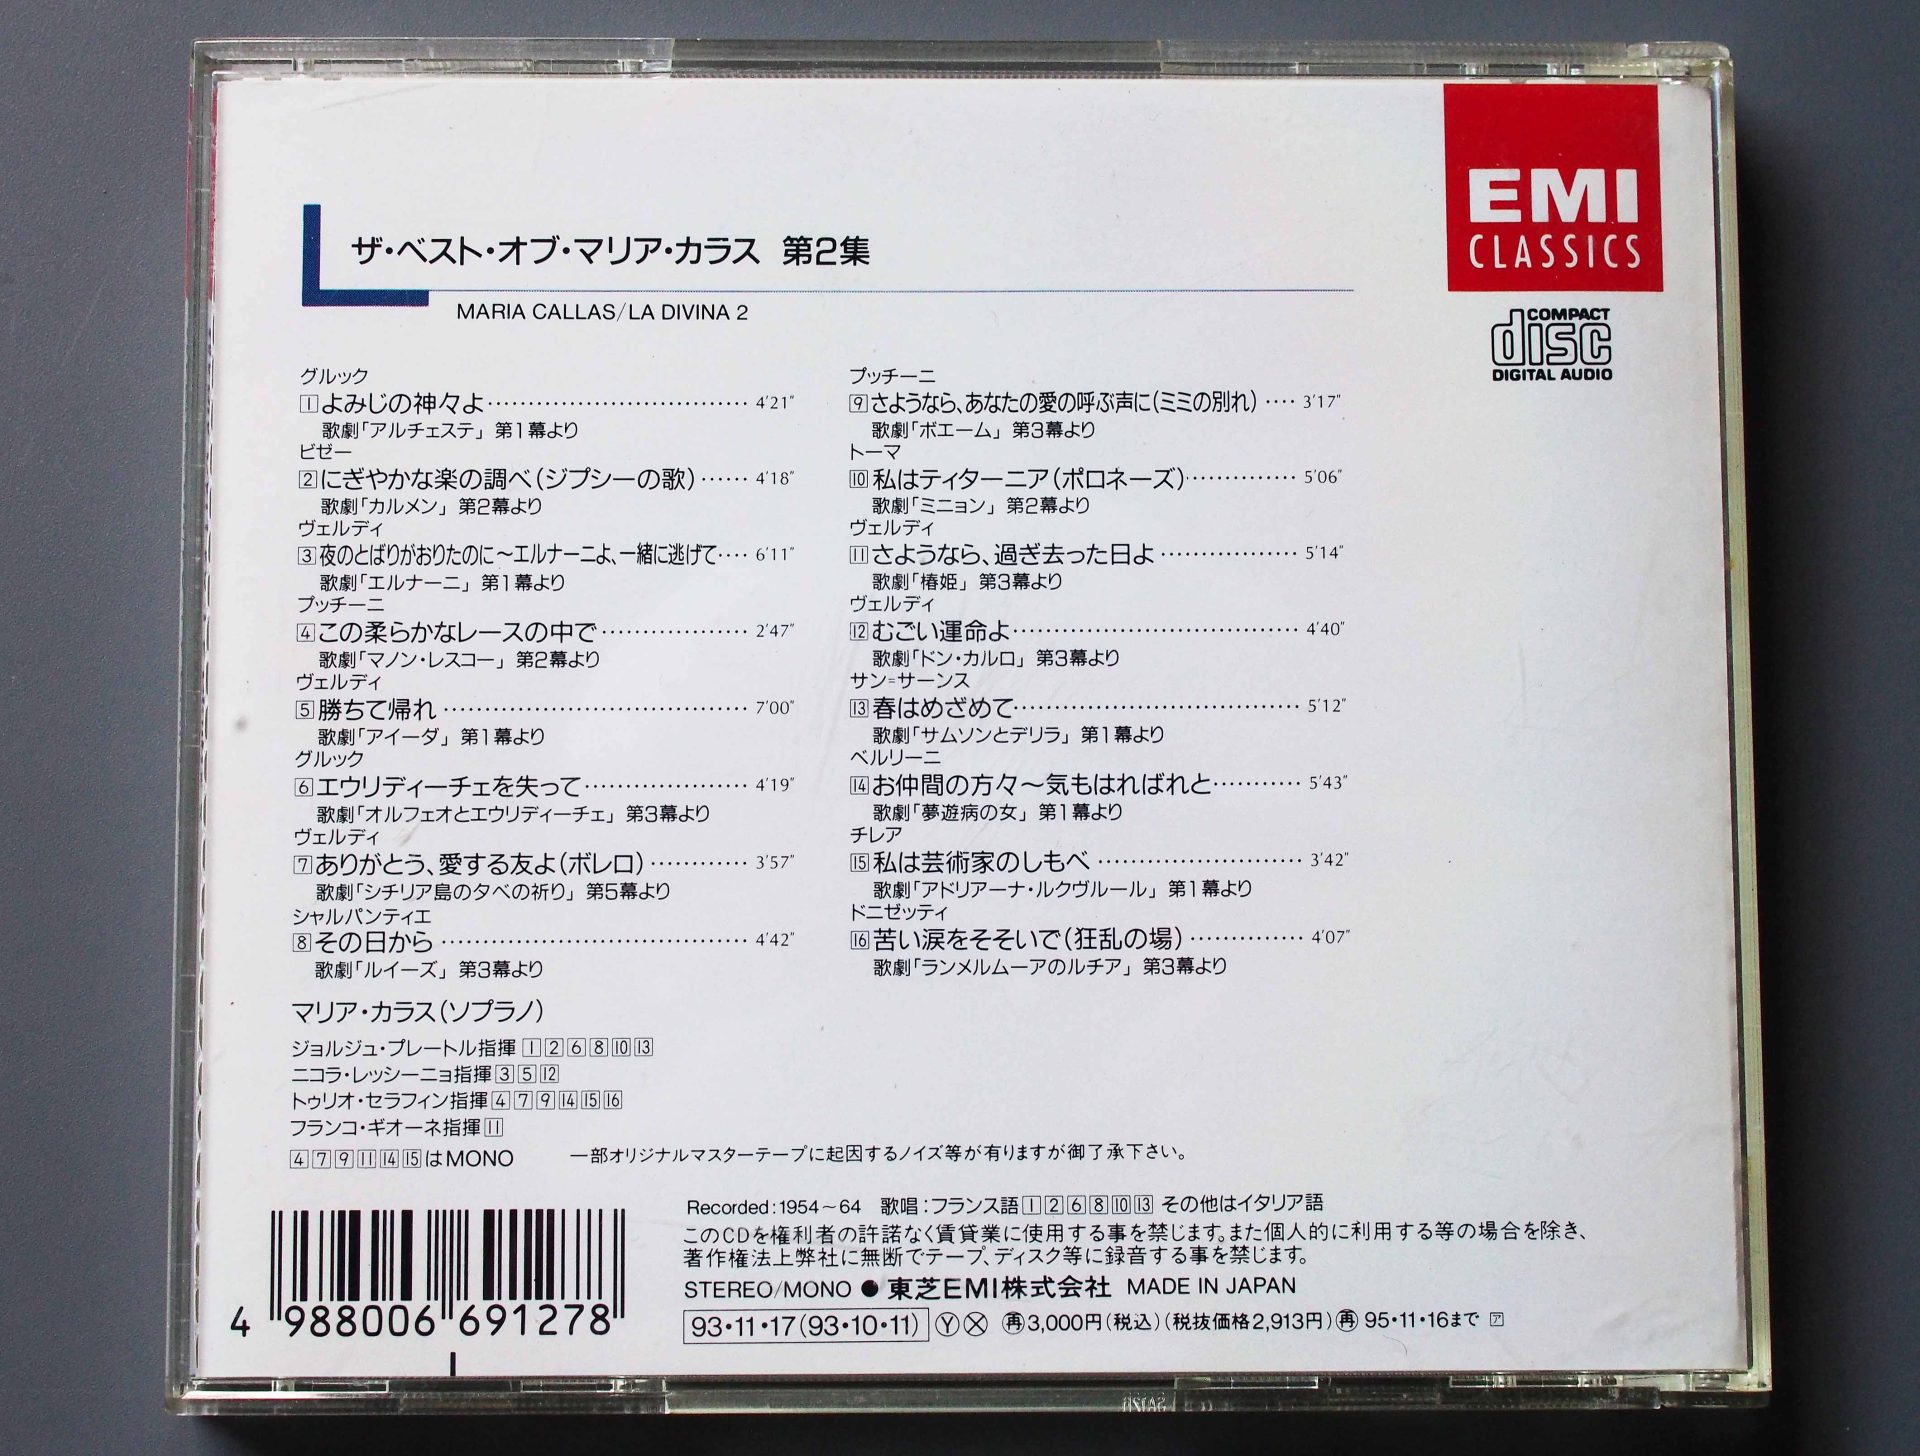 EMI
CLASSICS
COMPACT
disc
DIGITAL AUDIO
ザ・ベスト・オブ・マリア・カラス 第2集
MARIA CALLAS/LA DIVINA 2
グルック
1 よみじの神々よ 4'21"
歌劇「アルチェステ」 第1幕より
ビゼー
2 にぎやかな楽の調べ(ジプシーの歌) 4'18"
歌劇「カルメン」 第2幕より
ヴェルディ
3 夜のとばりがおりたのに〜エルナーニよ、一緒に逃げて 6'11"
歌劇「エルナーニ」 第1幕より
プッチーニ
4 この柔らかなレースの中で 2'47"
歌劇「マノン・レスコー」 第2幕より
ヴェルディ
5 勝ちて帰れ 7'00"
歌劇「アイーダ」 第1幕より
グルック
6 エウリディーチェを失って 4'19"
歌劇「オルフェオとエウリディーチェ」 第3幕より
ヴェルディ
7 ありがとう、愛する友よ(ボレロ) 3'57"
歌劇「シチリア島の夕べの祈り」 第5幕より
シャルパンティエ
8 その日から 4'42"
歌劇「ルイーズ」 第3幕より
プッチーニ
9 さようなら、あなたの愛の呼ぶ声に(ミミの別れ) 3'17"
歌劇「ボエーム」 第3幕より
トーマ
10 私はティターニア(ポロネーズ) 5'06"
歌劇「ミニョン」 第2幕より
ヴェルディ
11 さようなら、過ぎ去った日よ 5'14"
歌劇「椿姫」 第3幕より
ヴェルディ
12 むごい運命よ 4'40"
歌劇「ドン・カルロ」 第3幕より
サン=サーンス
13 春はめざめて 5'12"
歌劇「サムソンとデリラ」 第1幕より
ベルリーニ
14 お仲間の方々〜気もはればれと 5'43"
歌劇「夢遊病の女」 第1幕より
チレア
15 私は芸術家のしもべ 3'42"
歌劇「アドリアーナ・ルクヴルール」 第1幕より
ドニゼッティ
16 苦い涙をそそいで(狂乱の場) 4'07"
歌劇「ランメルムーアのルチア」 第3幕より
マリア・カラス(ソプラノ)
ジョルジュ・プレートル指揮 1 2 6 8 10 13
ニコラ・レッシーニョ指揮 3 5 12
トゥリオ・セラフィン指揮 4 7 9 14 15 16
フランコ・ギオーネ指揮 11
4 7 9 11 14 15 はMONO 一部オリジナルマスターテープに起因するノイズ等が有りますが御了承下さい。
Recorded:1954〜64 歌唱:フランス語 1 2 6 8 10 13 その他はイタリア語
このCDを権利者の許諾なく賃貸業に使用する事を禁じます。また個人的に利用する等の場合を除き、
著作権法上弊社に無断でテープ、ディスク等に録音する事を禁じます。
STEREO/MONO ● 東芝EMI株式会社 MADE IN JAPAN
93・11・17(93・10・11) Ⓨ Ⓧ 再 3,000円(税込)(税抜価格2,913円) 再 95・11・16まで ア
4 988006 691278